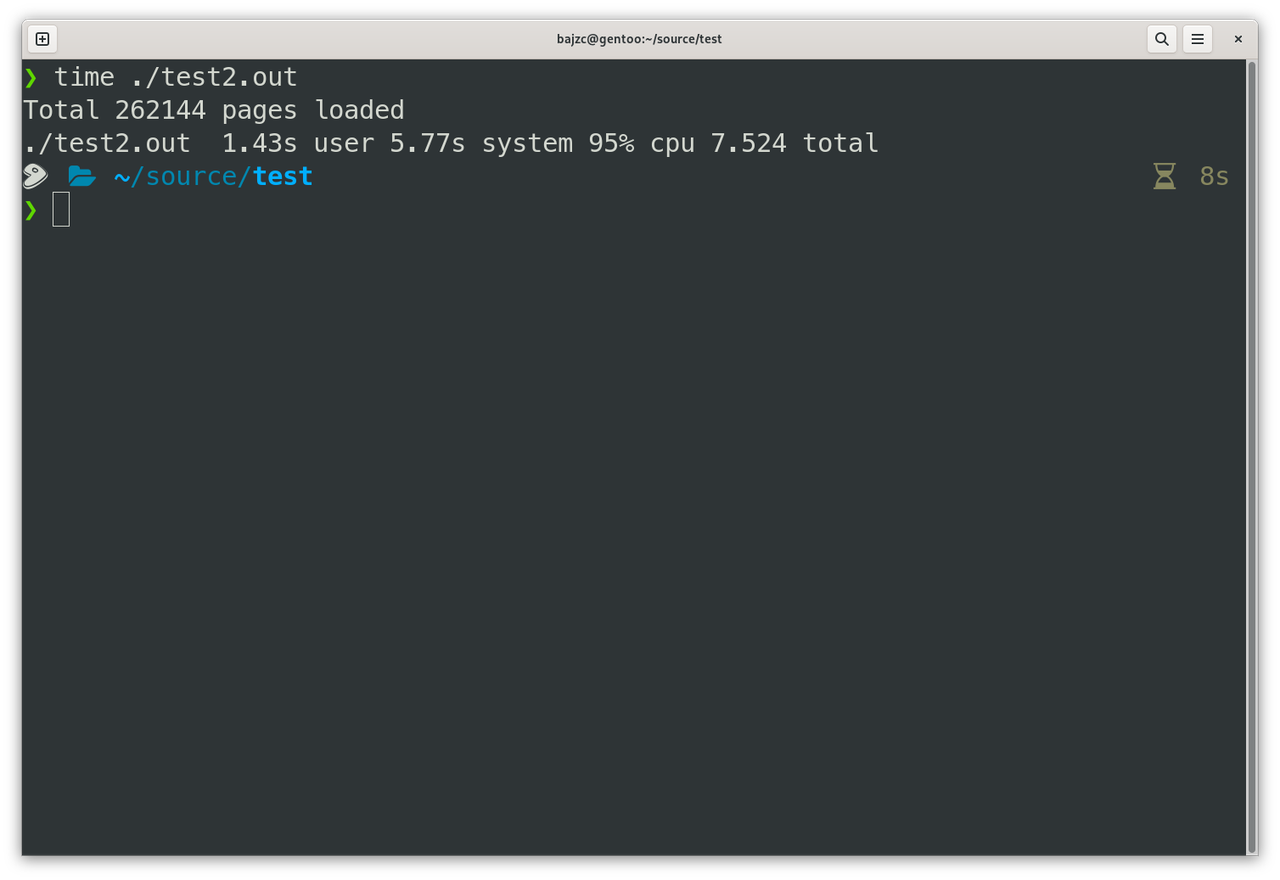 bajzc@gentoo:~/source/test
❯ time ./test2.out
Total 262144 pages loaded
./test2.out  1.43s user 5.77s system 95% cpu 7.524 total
~/source/test 8s
❯